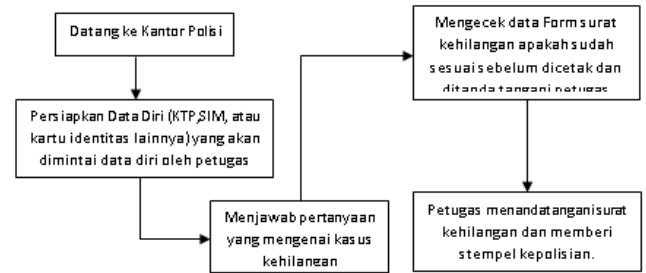 Datang ke Kantor Polisi
Persiapkan Data Diri (KTP,SIM, atau
kartu identitas lainnya) yang akan
dimintai data diri oleh petugas
Menjawab pertanyaan
yang mengenai kasus
kehilangan
Mengecek data Form surat
kehilangan apakah sudah
sesuai sebelum dicetak dan
ditanda tangani petugas
Petugas menandatangani surat
kehilangan dan memberi
stempel kepolisian.